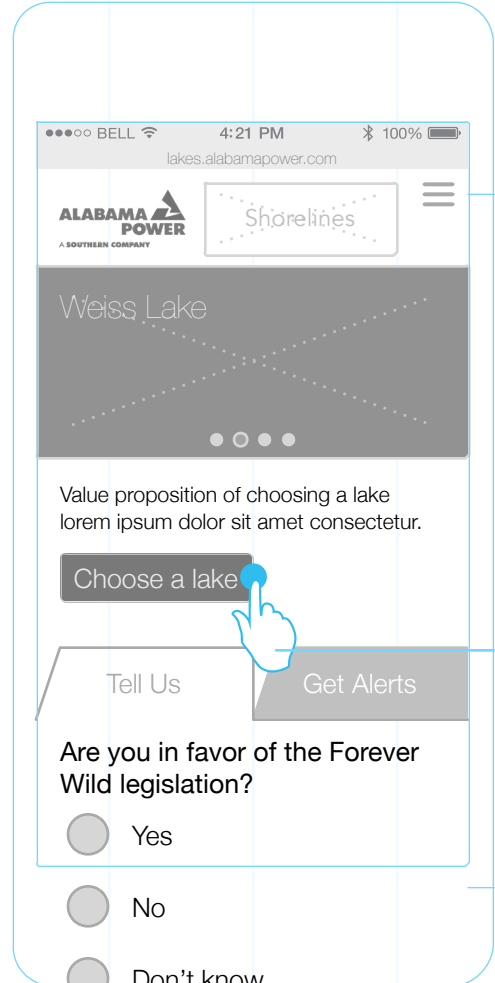 BELL 4:21 PM 100%
lakes.alabamapower.com
ALABAMA
POWER
A SOUTHERN COMPANY
Shorelines
Weiss Lake
Value proposition of choosing a lake
lorem ipsum dolor sit amet consectetur.
Choose a lake
Tell Us Get Alerts
Are you in favor of the Forever
Wild legislation?
Yes
No
Don't know